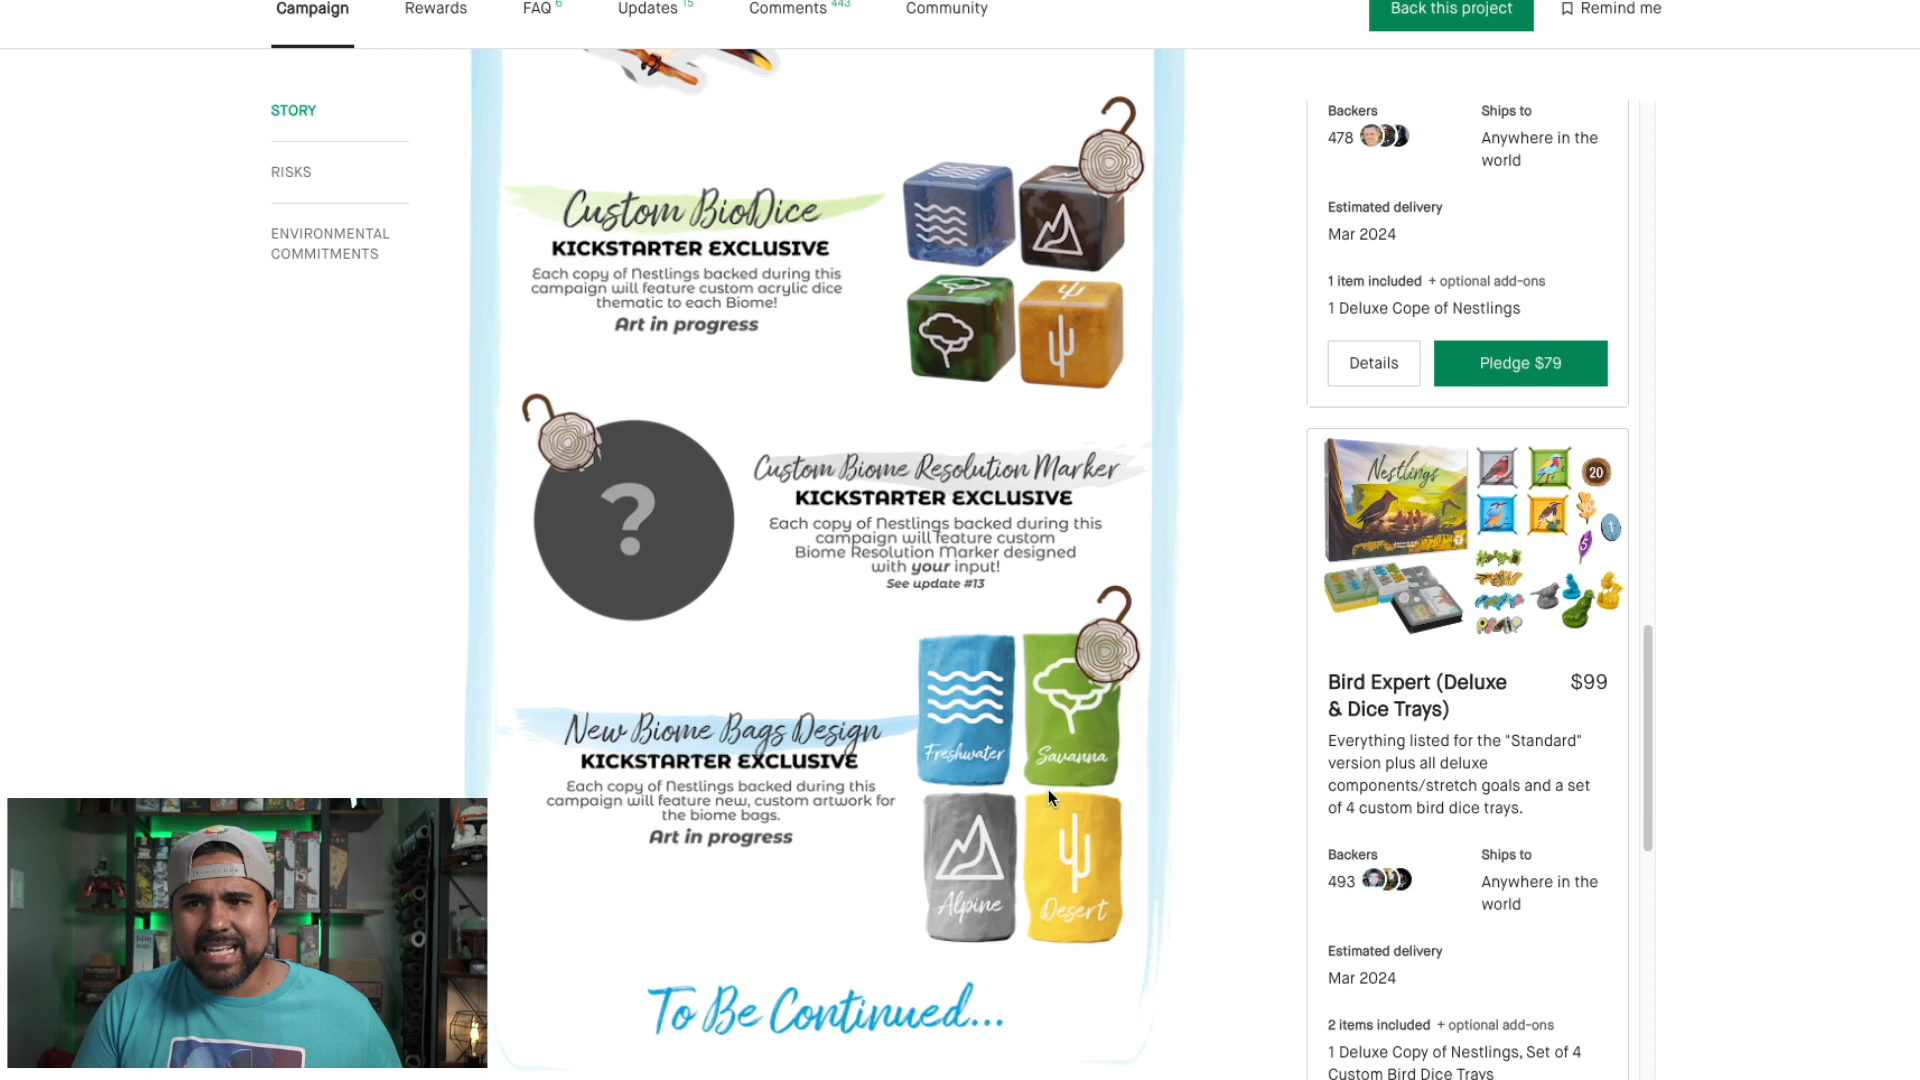 Campaign Rewards FAQ 6 Updates 15 Comments 443 Community Back this project Remind me
STORY
RISKS
ENVIRONMENTAL
COMMITMENTS
Custom BioDice
KICKSTARTER EXCLUSIVE
Each copy of Nestlings backed during this
campaign will feature custom acrylic dice
thematic to each Biome!
Art in progress
?
Custom Biome Resolution Marker
KICKSTARTER EXCLUSIVE
Each copy of Nestlings backed during this
campaign will feature custom
Biome Resolution Marker designed
with your input!
See update #13
New Biome Bags Design
KICKSTARTER EXCLUSIVE
Each copy of Nestlings backed during this
campaign will feature new, custom artwork for
the biome bags.
Art in progress
Freshwater
Savanna
Alpine
Desert
To Be Continued...
Backers
478
Ships to
Anywhere in the
world
Estimated delivery
Mar 2024
1 item included + optional add-ons
1 Deluxe Cope of Nestlings
Details
Pledge $79
Nestlings
20
1
5
Bird Expert (Deluxe
& Dice Trays)
$99
Everything listed for the "Standard"
version plus all deluxe
components/stretch goals and a set
of 4 custom bird dice trays.
Backers
493
Ships to
Anywhere in the
world
Estimated delivery
Mar 2024
2 items included + optional add-ons
1 Deluxe Copy of Nestlings, Set of 4
Custom Bird Dice Trays